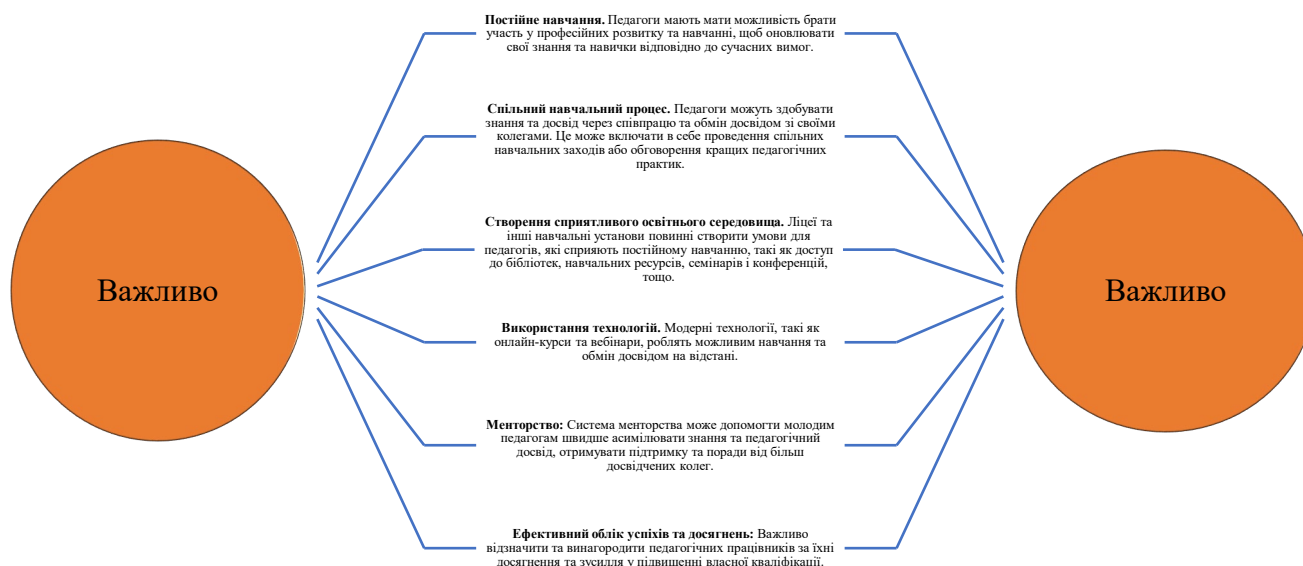 Постійне навчання. Педагоги мають мати можливість брати
участь у професійних розвитку та навчанні, щоб оновлювати
свої знання та навички відповідно до сучасних вимог.
Спільний навчальний процес. Педагоги можуть здобувати
знання та досвід через співпрацю та обмін досвідом зі своїми
колегами. Це може включати в себе проведення спільних
навчальних заходів або обговорення кращих педагогічних
практик.
Створення сприятливого освітнього середовища. Ліцеї та
інші навчальні установи повинні створити умови для
педагогів, які сприяють постійному навчанню, такі як доступ
до бібліотек, навчальних ресурсів, семінарів і конференцій,
тощо.
Важливо
Важливо
Використання технологій. Модерні технології, такі як
онлайн-курси та вебінари, роблять можливим навчання та
обмін досвідом на відстані.
Менторство: Система менторства може допомогти молодим
педагогам швидше асимілювати знання та педагогічний
досвід, отримувати підтримку та поради від більш
досвідчених колег.
Ефективний облік успіхів та досягнень: Важливо
відзначити та винагородити педагогічних працівників за їхні
досягнення та зусилля у підвищенні власної кваліфікації.